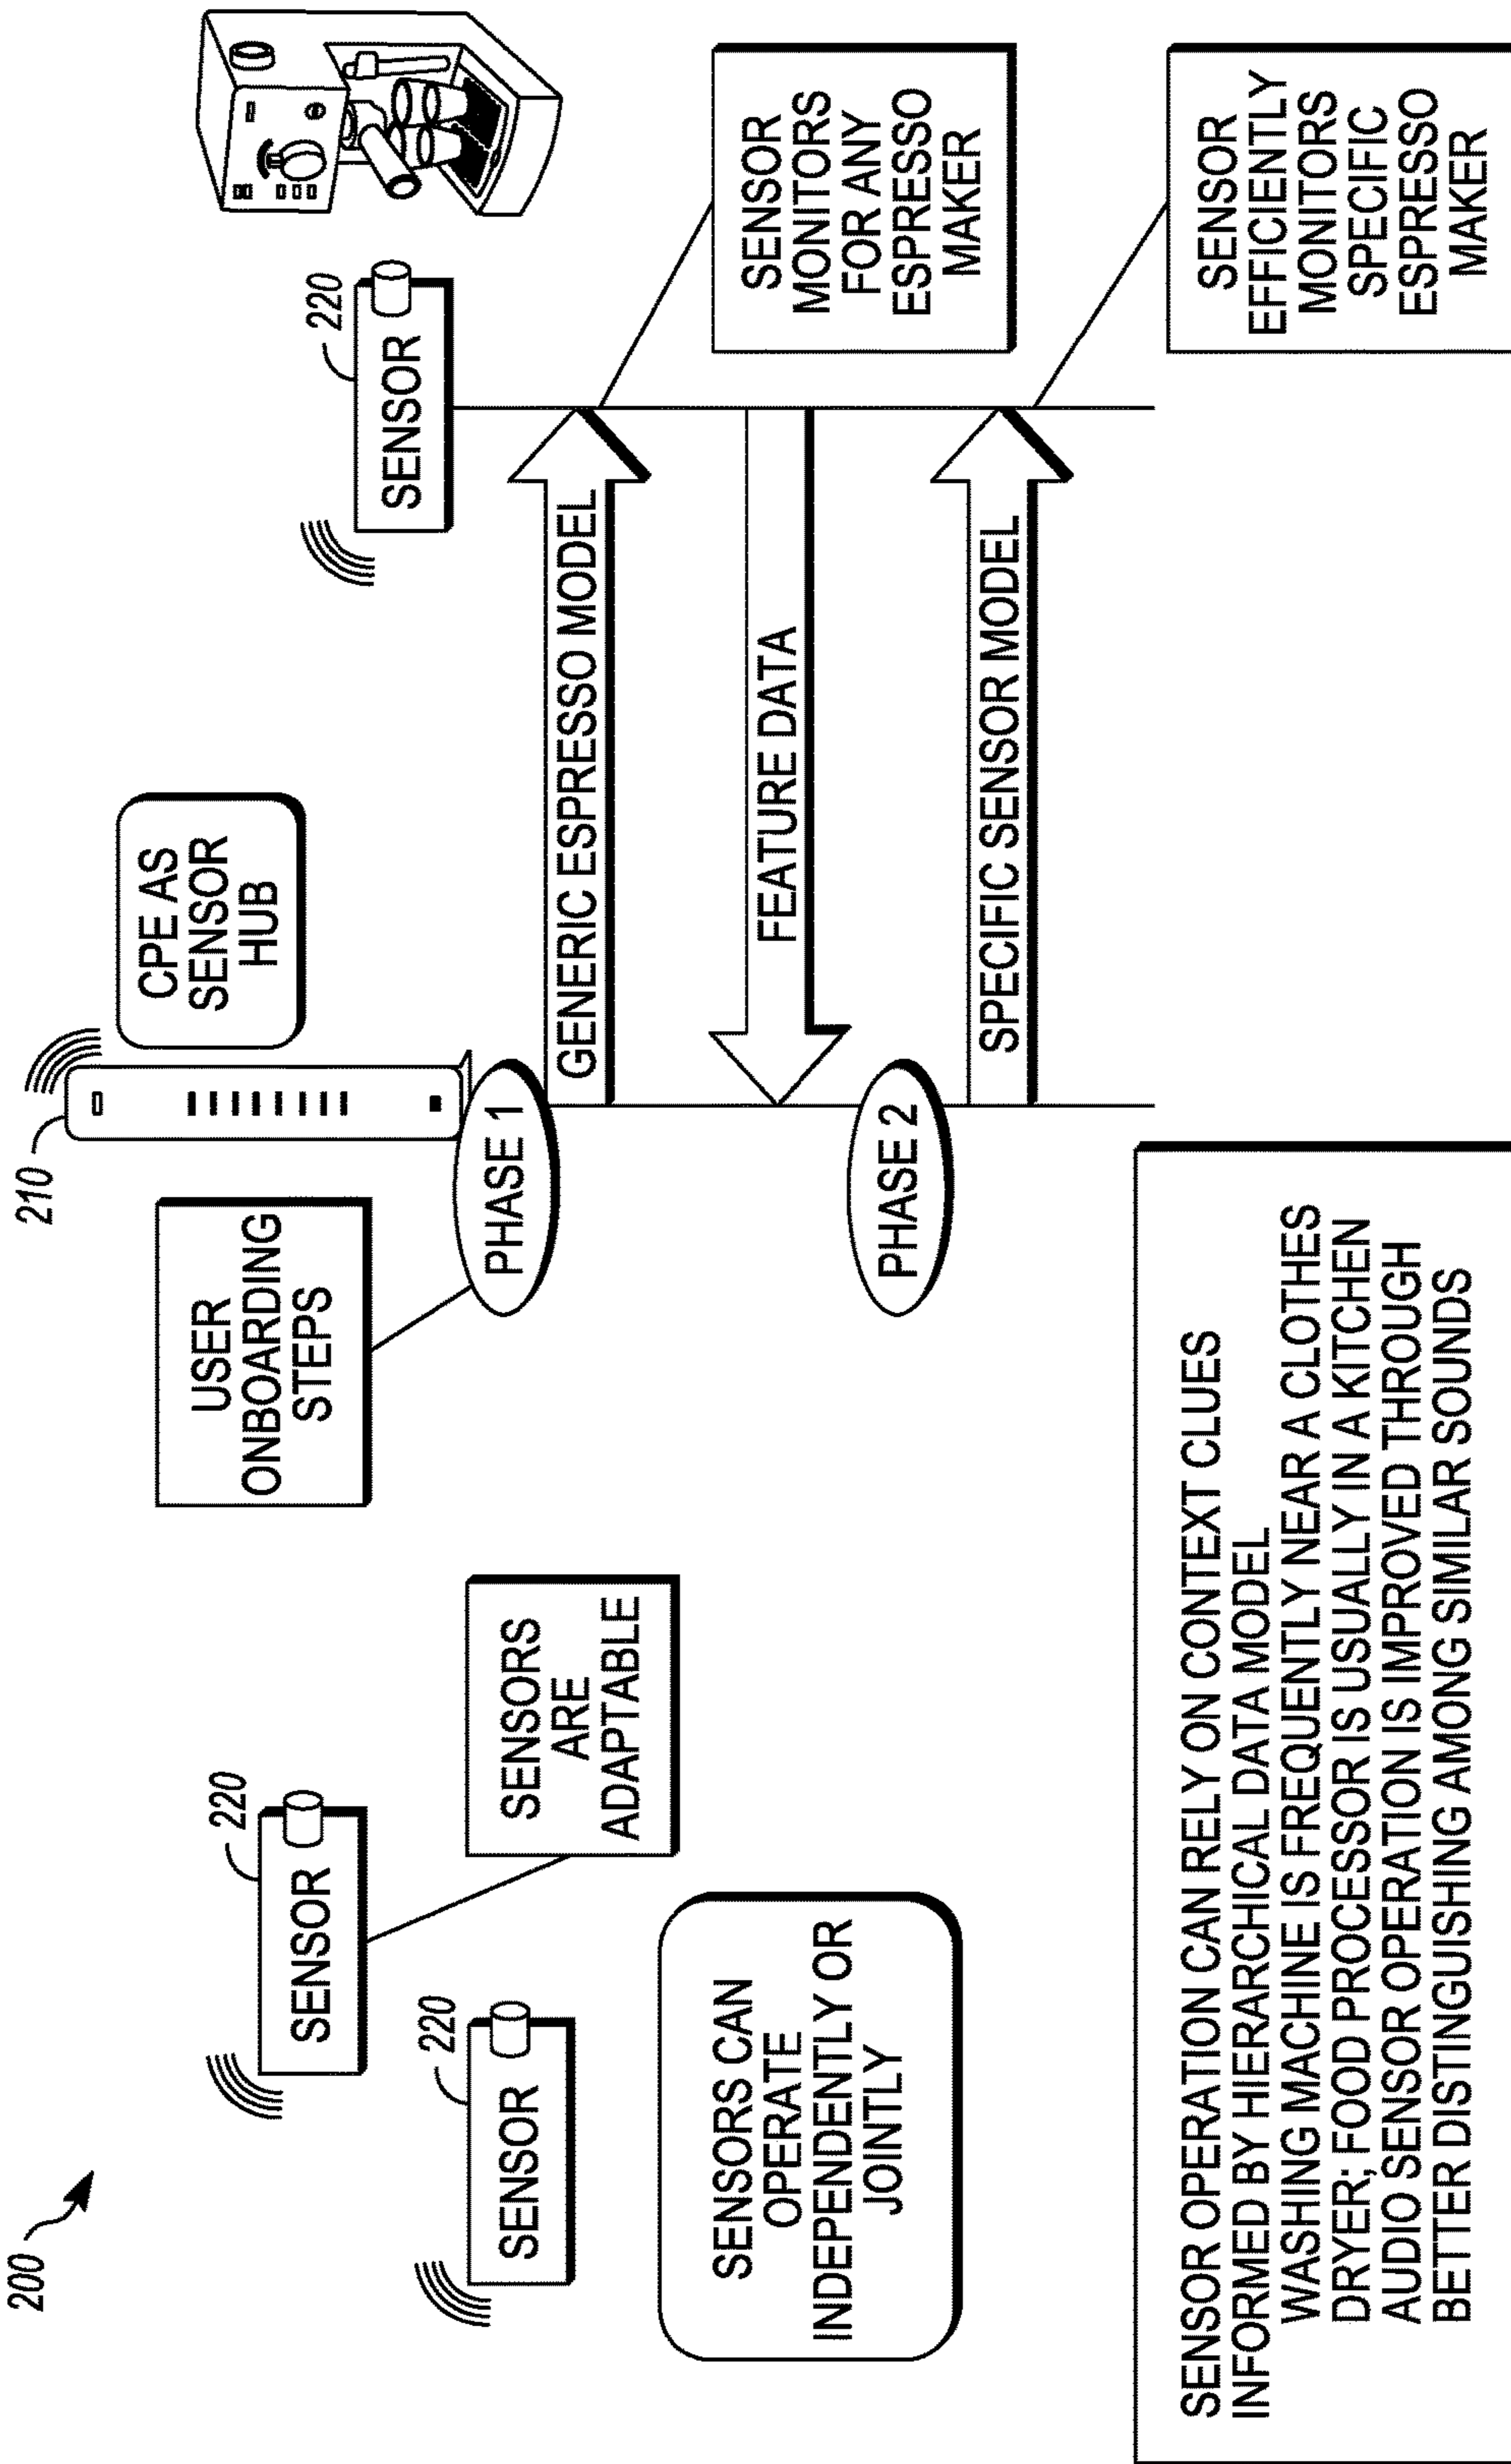 200
220
SENSOR
220
SENSOR
SENSORS
ARE
ADAPTABLE
SENSORS CAN
OPERATE
INDEPENDENTLY OR
JOINTLY
210
CPE AS
SENSOR
HUB
USER
ONBOARDING
STEPS
PHASE 1
220
SENSOR
GENERIC ESPRESSO MODEL
SENSOR
MONITORS
FOR ANY
ESPRESSO
MAKER
FEATURE DATA
PHASE 2
SPECIFIC SENSOR MODEL
SENSOR
EFFICIENTLY
MONITORS
SPECIFIC
ESPRESSO
MAKER
SENSOR OPERATION CAN RELY ON CONTEXT CLUES
INFORMED BY HIERARCHICAL DATA MODEL
WASHING MACHINE IS FREQUENTLY NEAR A CLOTHES
DRYER; FOOD PROCESSOR IS USUALLY IN A KITCHEN
AUDIO SENSOR OPERATION IS IMPROVED THROUGH
BETTER DISTINGUISHING AMONG SIMILAR SOUNDS